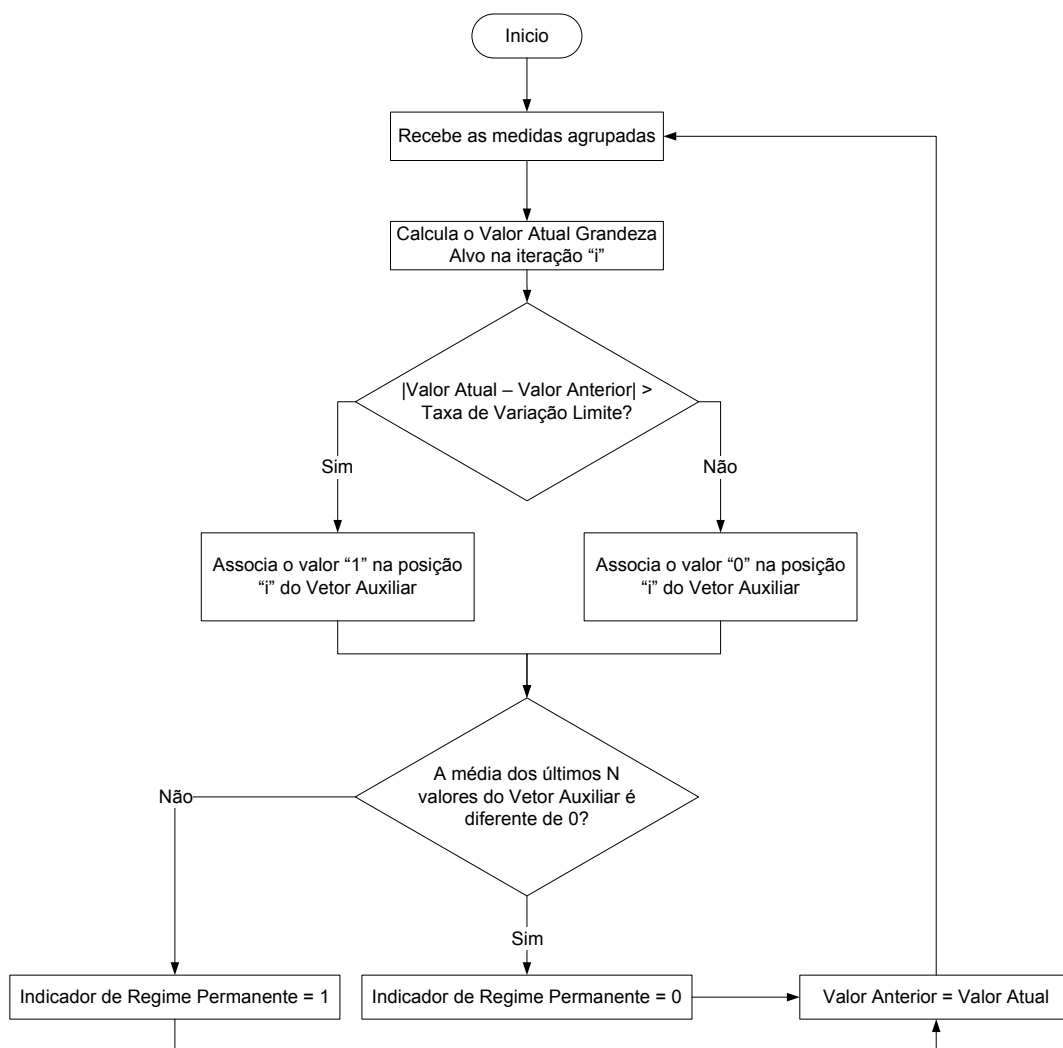 Inicio
Recebe as medidas agrupadas
Calcula o Valor Atual Grandeza
Alvo na iteração “i”
|Valor Atual – Valor Anterior| >
Taxa de Variação Limite?
Sim
Não
Associa o valor “1” na posição
“i” do Vetor Auxiliar
Associa o valor “0” na posição
“i” do Vetor Auxiliar
A média dos últimos N
valores do Vetor Auxiliar é
diferente de 0?
Não
Sim
Indicador de Regime Permanente = 1
Indicador de Regime Permanente = 0
Valor Anterior = Valor Atual